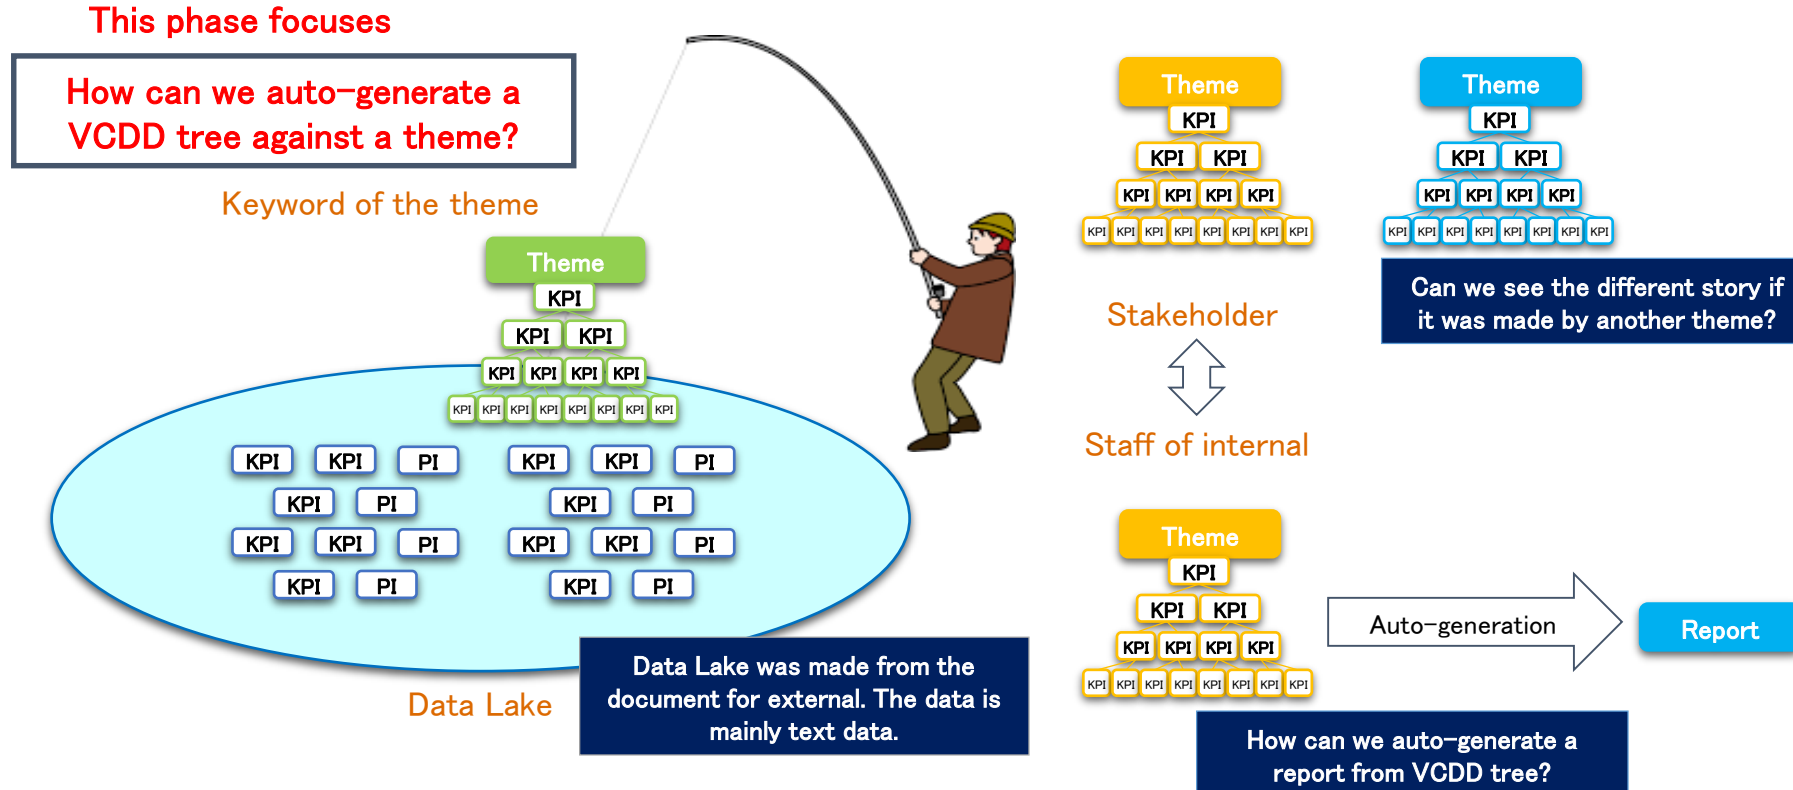 This phase focuses
How can we auto-generate a
VCDD tree against a theme?
Keyword of the theme
Theme
KPI
KPI KPI
KPI KPI KPI KPI
KPI KPI KPI KPI KPI KPI KPI KPI
KPI KPI PI KPI KPI PI
KPI PI KPI PI
KPI KPI PI KPI KPI PI
KPI PI KPI PI
Data Lake
Data Lake was made from the
document for external. The data is
mainly text data.
Theme
KPI
KPI KPI
KPI KPI KPI KPI
KPI KPI KPI KPI KPI KPI KPI KPI
Theme
KPI
KPI KPI
KPI KPI KPI KPI
KPI KPI KPI KPI KPI KPI KPI KPI
Can we see the different story if
it was made by another theme?
Stakeholder
Staff of internal
Theme
KPI
KPI KPI
KPI KPI KPI KPI
KPI KPI KPI KPI KPI KPI KPI KPI
Auto-generation
Report
How can we auto-generate a
report from VCDD tree?